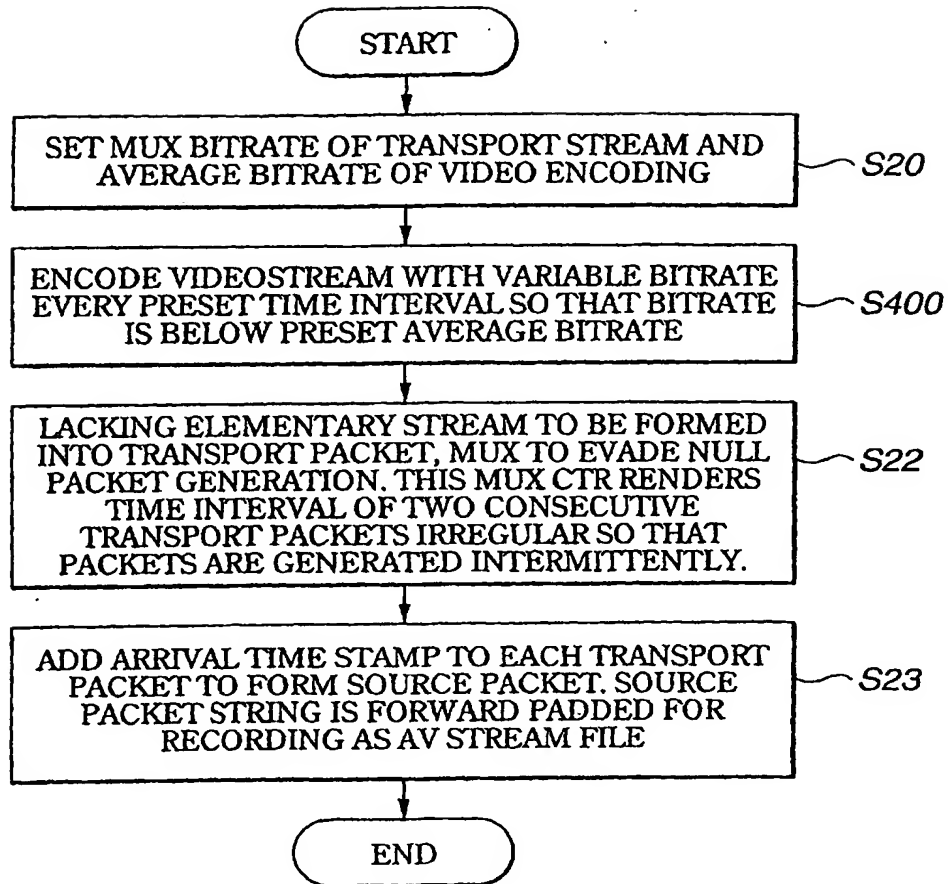 START
SET MUX BITRATE OF TRANSPORT STREAM AND
AVERAGE BITRATE OF VIDEO ENCODING
S20
ENCODE VIDEOSTREAM WITH VARIABLE BITRATE
EVERY PRESET TIME INTERVAL SO THAT BITRATE
IS BELOW PRESET AVERAGE BITRATE
S400
LACKING ELEMENTARY STREAM TO BE FORMED
INTO TRANSPORT PACKET, MUX TO EVADE NULL
PACKET GENERATION. THIS MUX CTR RENDERS
TIME INTERVAL OF TWO CONSECUTIVE
TRANSPORT PACKETS IRREGULAR SO THAT
PACKETS ARE GENERATED INTERMITTENTLY.
S22
ADD ARRIVAL TIME STAMP TO EACH TRANSPORT
PACKET TO FORM SOURCE PACKET. SOURCE
PACKET STRING IS FORWARD PADDED FOR
RECORDING AS AV STREAM FILE
S23
END